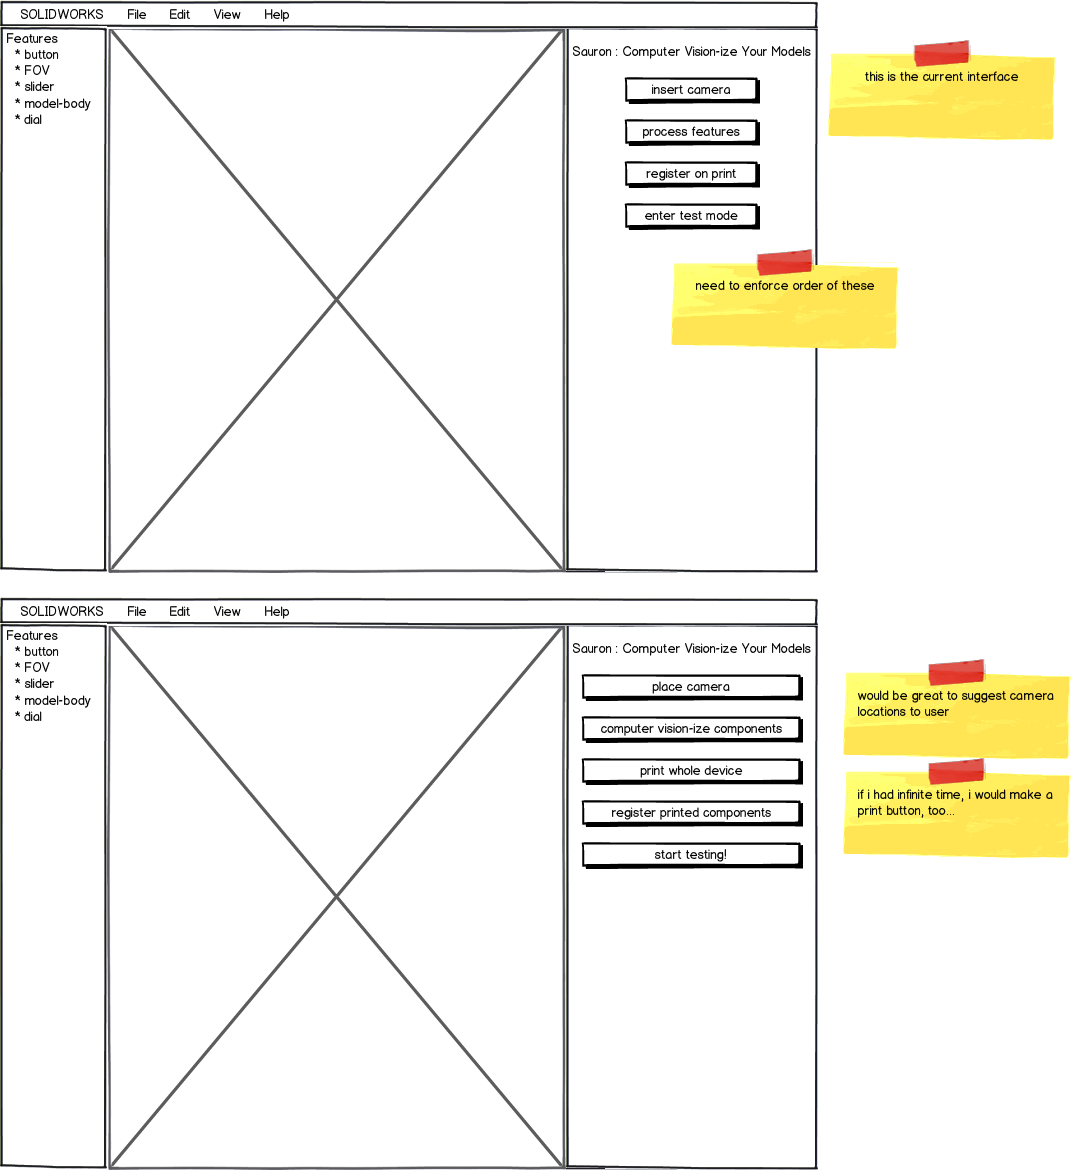 SOLIDWORKS File Edit View Help
Features
* button
* FOV
* slider
* model-body
* dial
Sauron : Computer Vision-ize Your Models
insert camera
process features
register on print
enter test mode
this is the current interface
need to enforce order of these
SOLIDWORKS File Edit View Help
Features
* button
* FOV
* slider
* model-body
* dial
Sauron : Computer Vision-ize Your Models
place camera
computer vision-ize components
print whole device
register printed components
start testing!
would be great to suggest camera
locations to user
if i had infinite time, i would make a
print button, too...